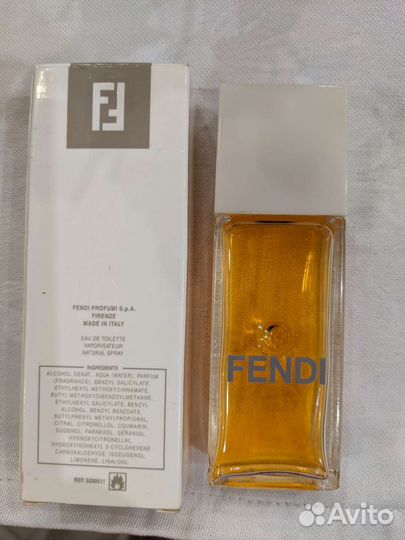 FENDI PROFUMI S.p.A.
FIRENZE
MADE IN ITALY
EAU DE TOILETTE
VAPORISATEUR
NATURAL SPRAY
INGREDIENTS
ALCOHOL DENAT., AQUA (WATER), PARFUM
(FRAGRANCE), BENZYL SALICYLATE,
ETHYLHEXYL METHOXYCINNAMATE,
BUTYL METHOXYDIBENZOYLMETHANE,
ETHYLHEXYL SALICYLATE, BENZYL
ALCOHOL, BENZYL BENZOATE,
BUTYLPHENYL METHYLPROPIONAL,
CITRAL, CITRONELLOL, COUMARIN,
EUGENOL, FARNESOL, GERANIOL,
HYDROXYCITRONELLAL,
HYDROXYISOHEXYL 3-CYCLOHEXENE
CARBOXALDEHYDE, ISOEUGENOL,
LIMONENE, LINALOOL
REF. 0200011
FENDI
Avito